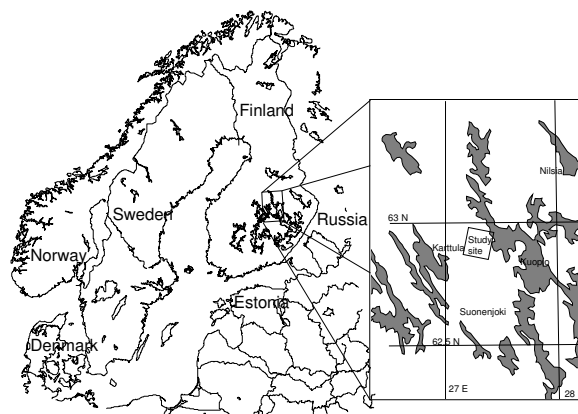 Finland
Sweden
Norway
Russia
Estonia
Denmark
Nilsia
63 N
Karttula
Study
site
Kuopio
Suonenjoki
62.5 N
27 E
28